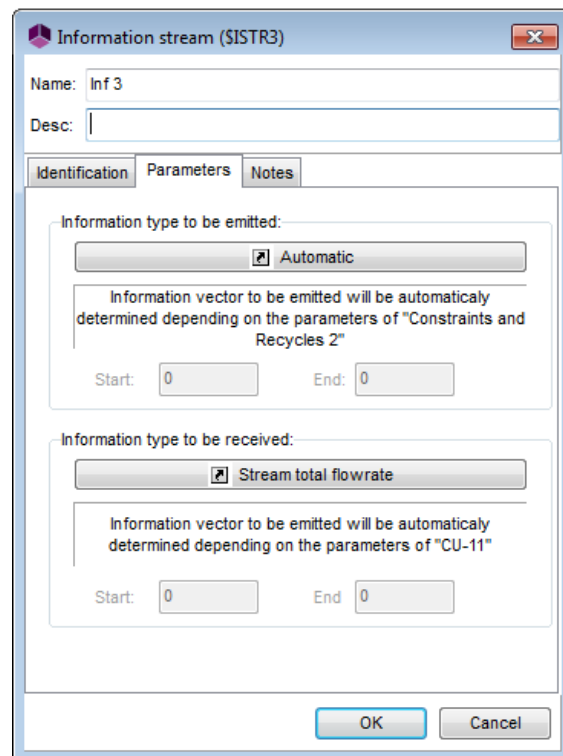 Information stream ($ISTR3)
Name: Inf 3
Desc:
Identification Parameters Notes
Information type to be emitted:
Automatic
Information vector to be emitted will be automaticaly
determined depending on the parameters of "Constraints and
Recycles 2"
Start: 0 End: 0
Information type to be received:
Stream total flowrate
Information vector to be emitted will be automaticaly
determined depending on the parameters of "CU-11"
Start: 0 End 0
OK Cancel